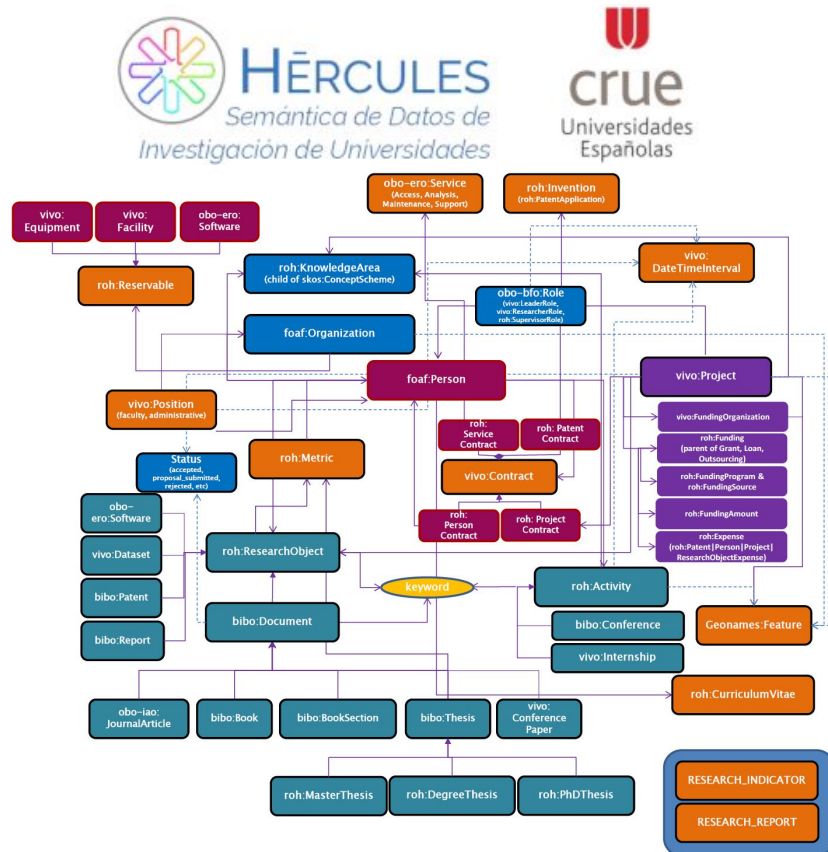 HĒRCULES
Semántica de Datos de
Investigación de Universidades
crue
Universidades
Españolas
obo-ero:Service
(Access, Analysis,
Maintenance, Support)
roh:Invention
(roh:PatentApplication)
vivo:
Equipment
vivo:
Facility
obo-ero:
Software
roh:Reservable
roh:KnowledgeArea
(child of skos:ConceptScheme)
vivo:
DateTimeInterval
obo-bfo:Role
(vivo:LeaderRole,
vivo:ResearcherRole,
roh:SupervisorRole)
foaf:Organization
foaf:Person
vivo:Project
vivo:Position
(faculty, administrative)
vivo:FundingOrganization
roh:
Service
Contract
roh: Patent
Contract
roh:Funding
(parent of Grant, Loan,
Outsourcing)
Status
(accepted,
proposal_submitted,
rejected, etc)
roh:Metric
vivo:Contract
roh:FundingProgram &
roh:FundingSource
obo-
ero:Software
roh:
Person
Contract
roh: Project
Contract
roh:FundingAmount
vivo:Dataset
roh:ResearchObject
roh:Expense
(roh:Patent|Person|Project|
ResearchObjectExpense)
bibo:Patent
keyword
roh:Activity
bibo:Report
bibo:Document
bibo:Conference
Geonames:Feature
vivo:Internship
obo-iao:
JournalArticle
bibo:Book
bibo:BookSection
bibo:Thesis
vivo:
Conference
Paper
roh:CurriculumVitae
roh:MasterThesis
roh:DegreeThesis
roh:PhDThesis
RESEARCH_INDICATOR
RESEARCH_REPORT